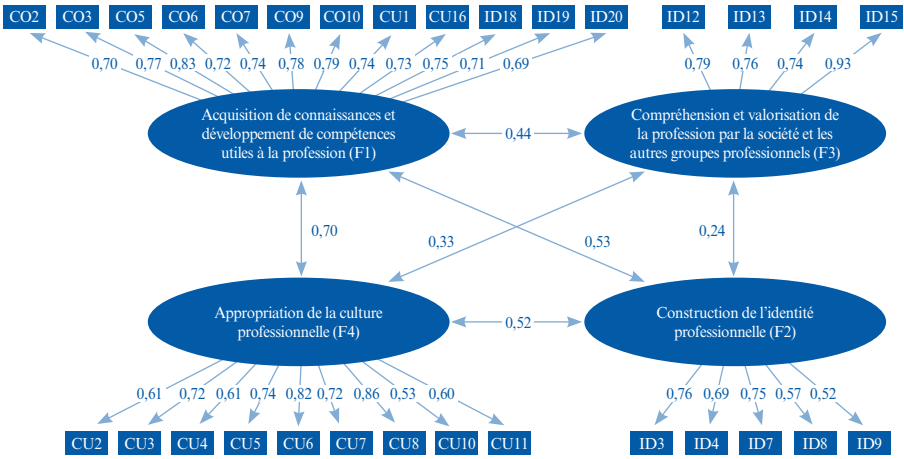 CO2 CO3 CO5 CO6 CO7 CO9 CO10 CU1 CU16 ID18 ID19 ID20
ID12 ID13 ID14 ID15
0,70 0,77 0,83 0,72 0,74 0,78 0,79 0,74 0,73 0,75 0,71 0,69
0,79 0,76 0,74 0,93
Acquisition de connaissances et
développement de compétences
utiles à la profession (F1)
0,44
Compréhension et valorisation de
la profession par la société et les
autres groupes professionnels (F3)
0,70
0,33
0,53
0,24
Appropriation de la culture
professionnelle (F4)
0,52
Construction de l’identité
professionnelle (F2)
0,61 0,72 0,61 0,74 0,82 0,72 0,86 0,53 0,60
0,76 0,69 0,75 0,57 0,52
CU2 CU3 CU4 CU5 CU6 CU7 CU8 CU10 CU11
ID3 ID4 ID7 ID8 ID9